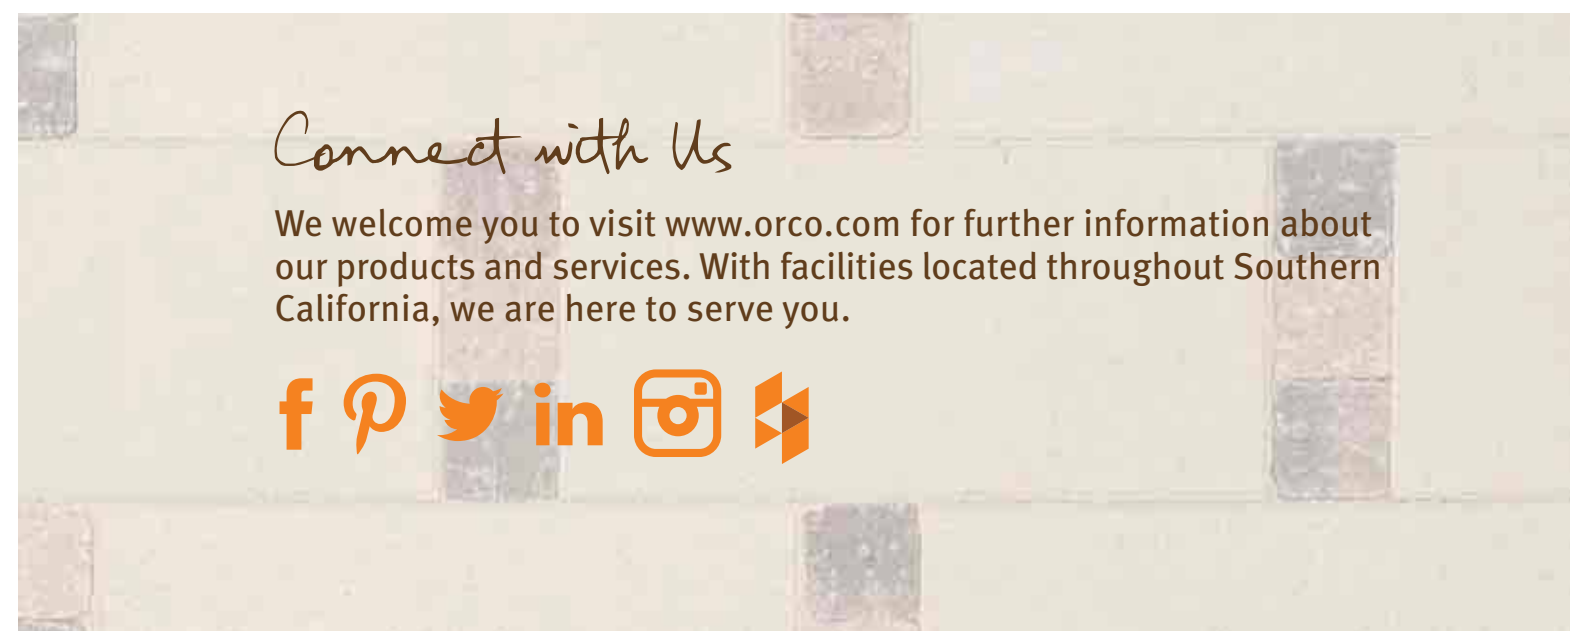 Connect with Us
We welcome you to visit www.orco.com for further information about
our products and services. With facilities located throughout Southern
California, we are here to serve you.